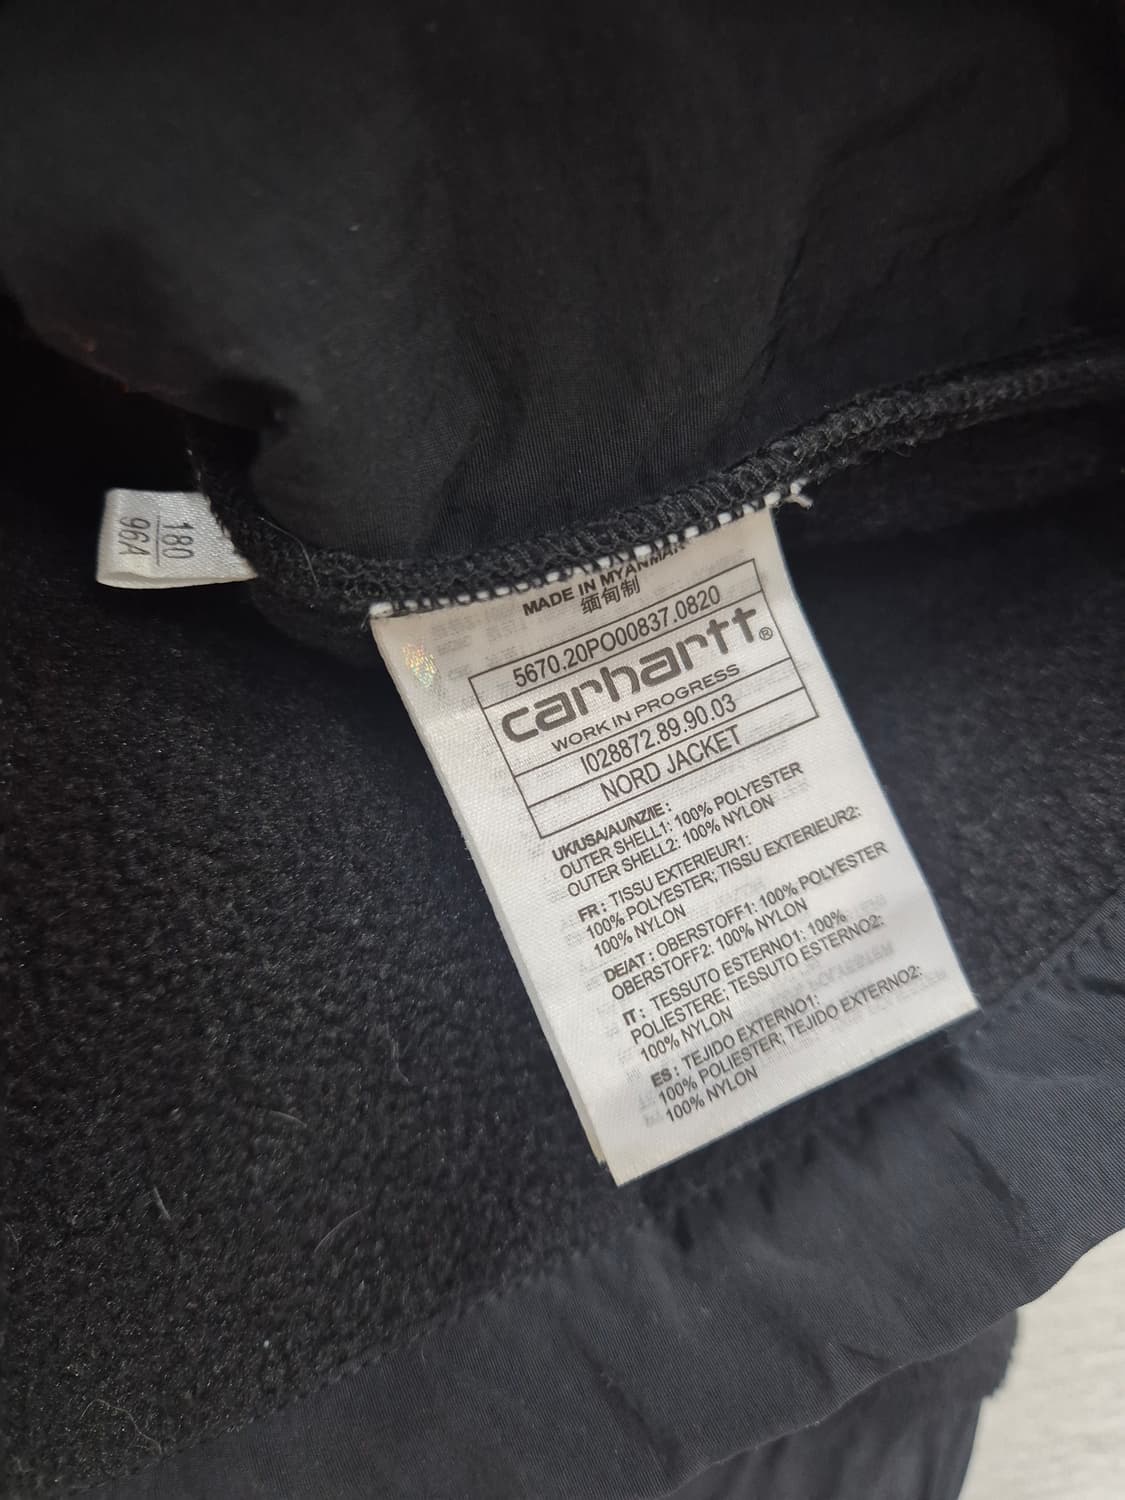 180
96A
MADE IN MYANMAR
缅甸制
5670.20PO00837.0820
carhartt®
WORK IN PROGRESS
I028872.89.90.03
NORD JACKET
UK/USA/AU/NZ/IE :
OUTER SHELL1: 100% POLYESTER
OUTER SHELL2: 100% NYLON
FR : TISSU EXTERIEUR1:
100% POLYESTER; TISSU EXTERIEUR2:
100% NYLON
DE/AT : OBERSTOFF1: 100% POLYESTER
OBERSTOFF2: 100% NYLON
IT : TESSUTO ESTERNO1: 100%
POLIESTERE; TESSUTO ESTERNO2:
100% NYLON
ES : TEJIDO EXTERNO1:
100% POLIESTER; TEJIDO EXTERNO2:
100% NYLON